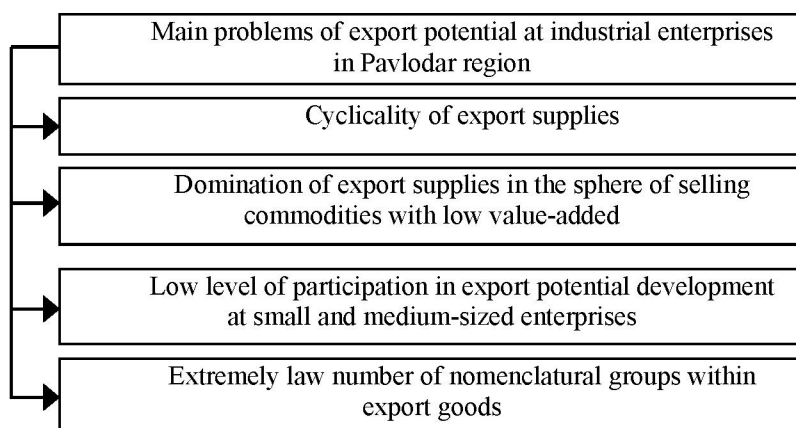 Main problems of export potential at industrial enterprises
in Pavlodar region
Cyclicality of export supplies
Domination of export supplies in the sphere of selling
commodities with low value-added
Low level of participation in export potential development
at small and medium-sized enterprises
Extremely law number of nomenclatural groups within
export goods